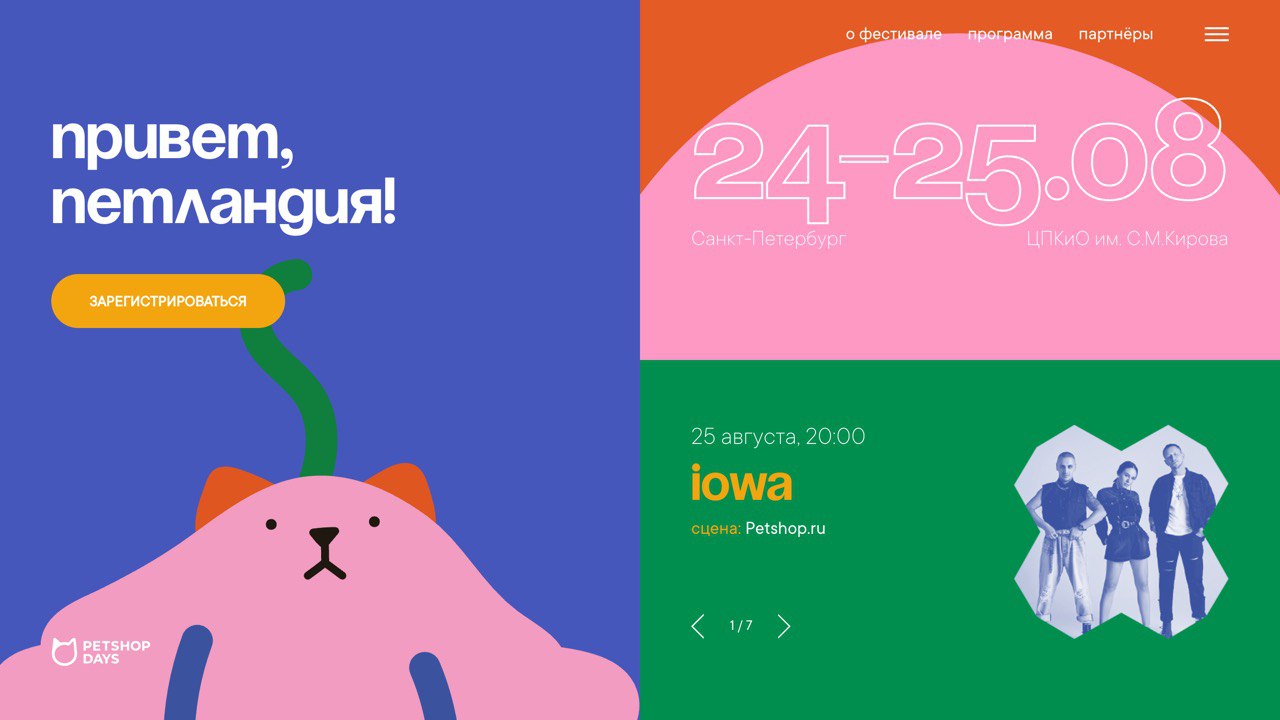 привет,
петландия!
ЗАРЕГИСТРИРОВАТЬСЯ
PETSHOP
DAYS
о фестивале программа партнёры
24–25.08
Санкт-Петербург ЦПКиО им. С.М.Кирова
25 августа, 20:00
iowa
сцена: Petshop.ru
1 / 7